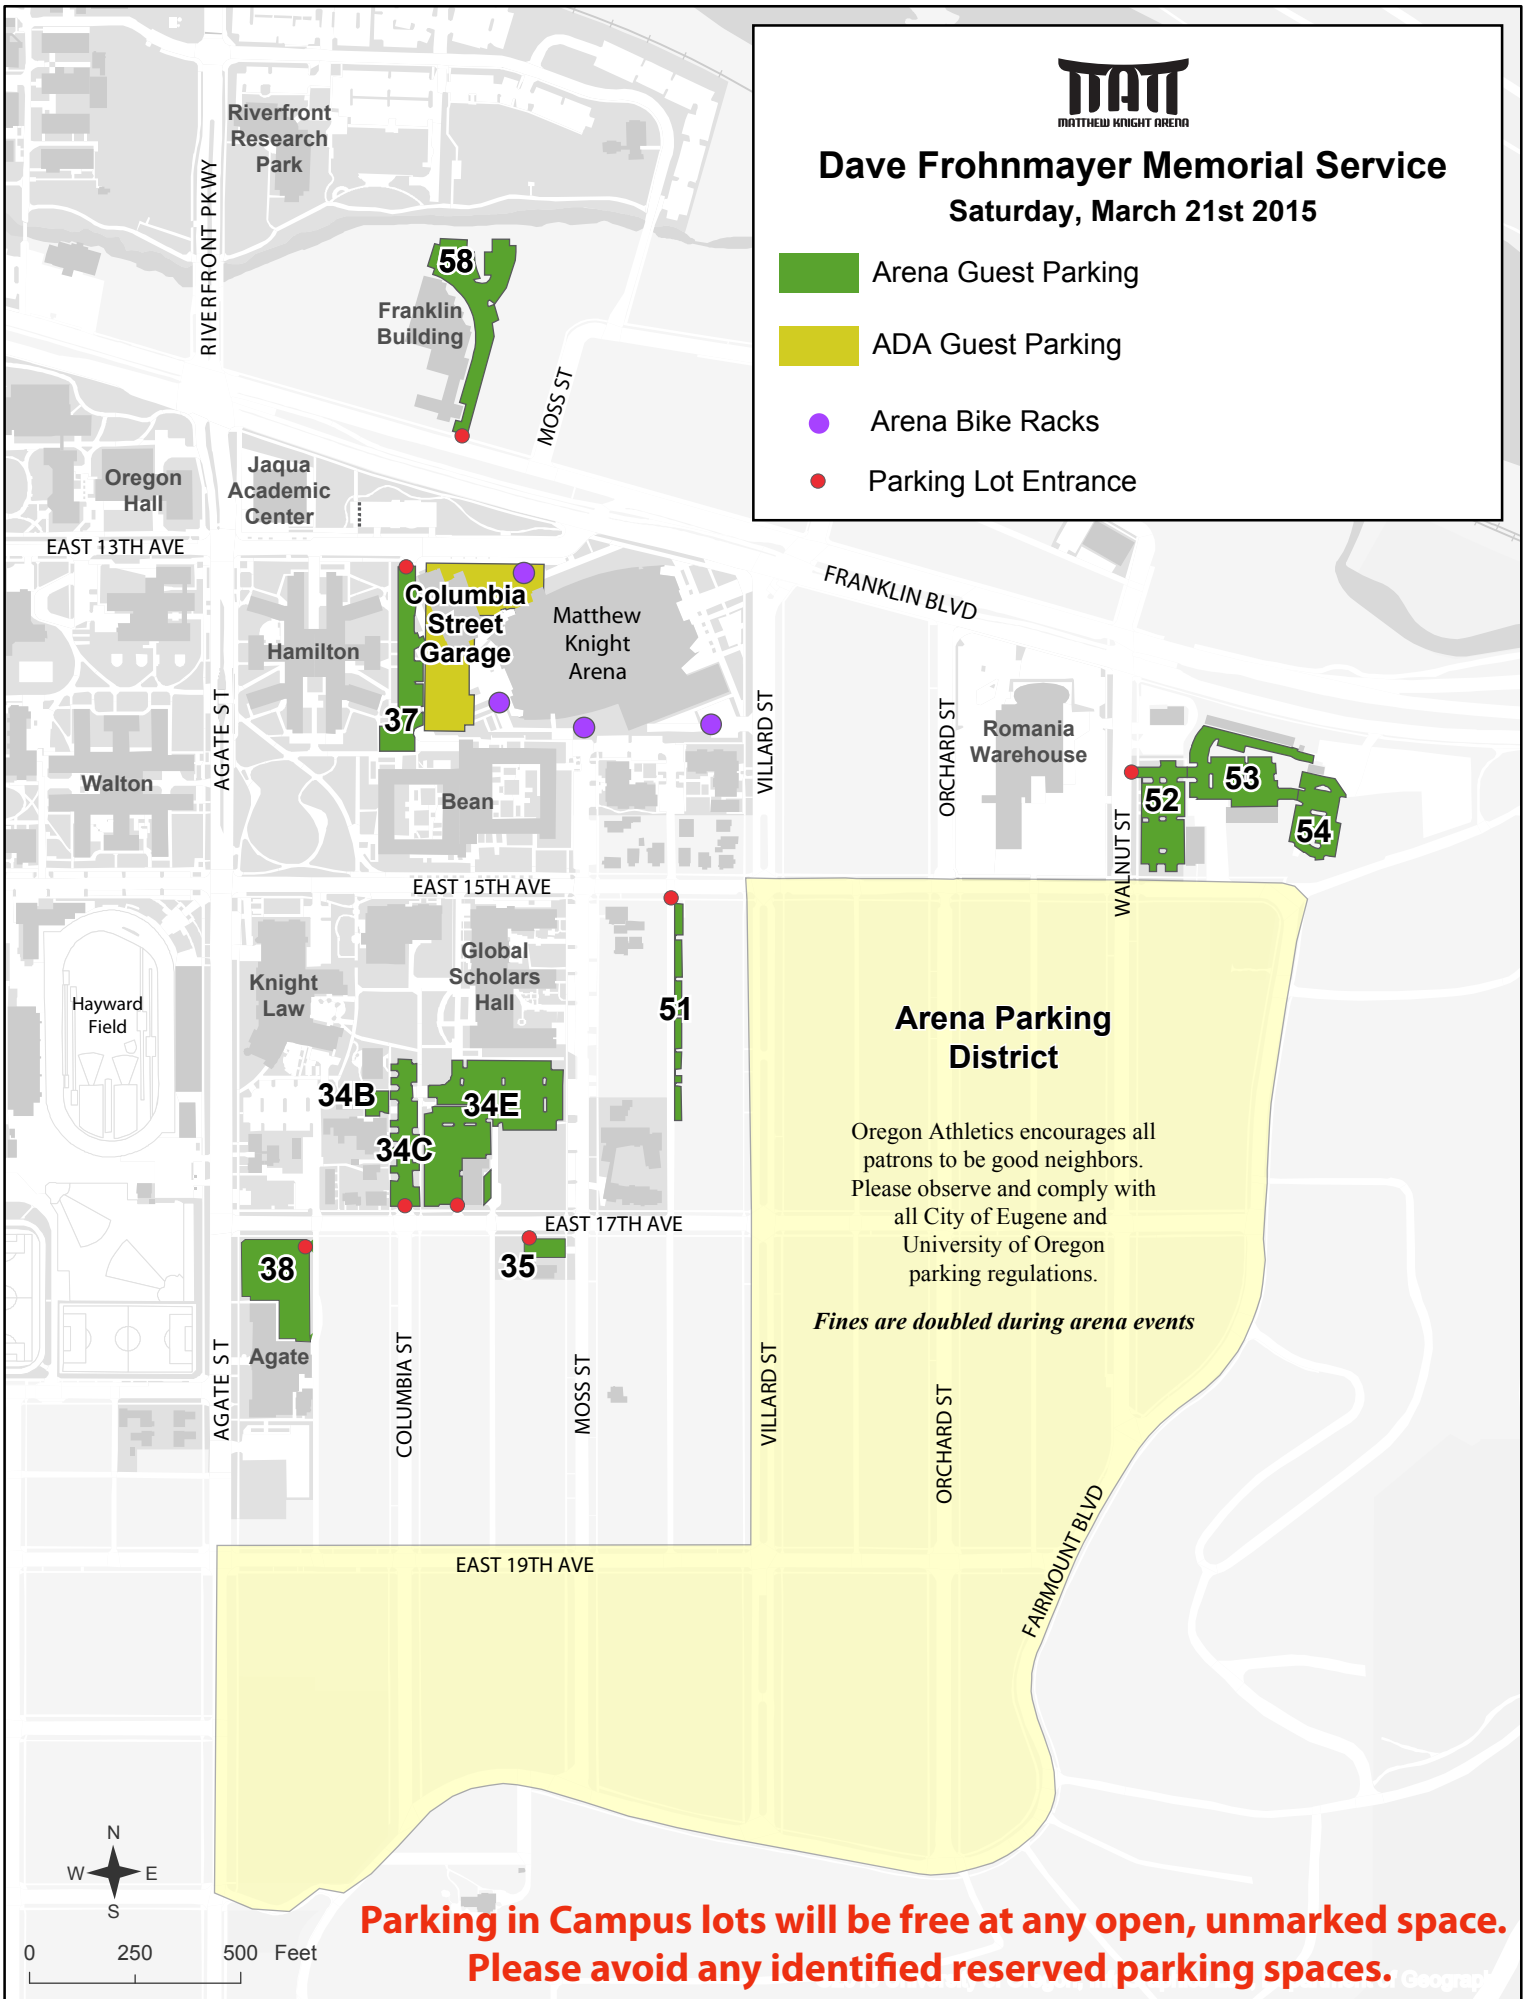 MATT
MATTHEW KNIGHT ARENA
Dave Frohnmayer Memorial Service
Saturday, March 21st 2015
Arena Guest Parking
ADA Guest Parking
Arena Bike Racks
Parking Lot Entrance
Riverfront
Research
Park
RIVERFRONT PKWY
58
Franklin
Building
MOSS ST
Oregon
Hall
Jaqua
Academic
Center
EAST 13TH AVE
FRANKLIN BLVD
Columbia
Street
Garage
Matthew
Knight
Arena
Hamilton
37
AGATE ST
VILLARD ST
ORCHARD ST
Romania
Warehouse
Walton
Bean
52
53
54
WALNUT ST
EAST 15TH AVE
Hayward
Field
Knight
Law
Global
Scholars
Hall
51
Arena Parking
District
34B
34E
34C
Oregon Athletics encourages all
patrons to be good neighbors.
Please observe and comply with
all City of Eugene and
University of Oregon
parking regulations.
Fines are doubled during arena events
EAST 17TH AVE
38
35
Agate
AGATE ST
COLUMBIA ST
MOSS ST
VILLARD ST
ORCHARD ST
FAIRMOUNT BLVD
EAST 19TH AVE
N
W E
S
0 250 500 Feet
Parking in Campus lots will be free at any open, unmarked space.
Please avoid any identified reserved parking spaces.